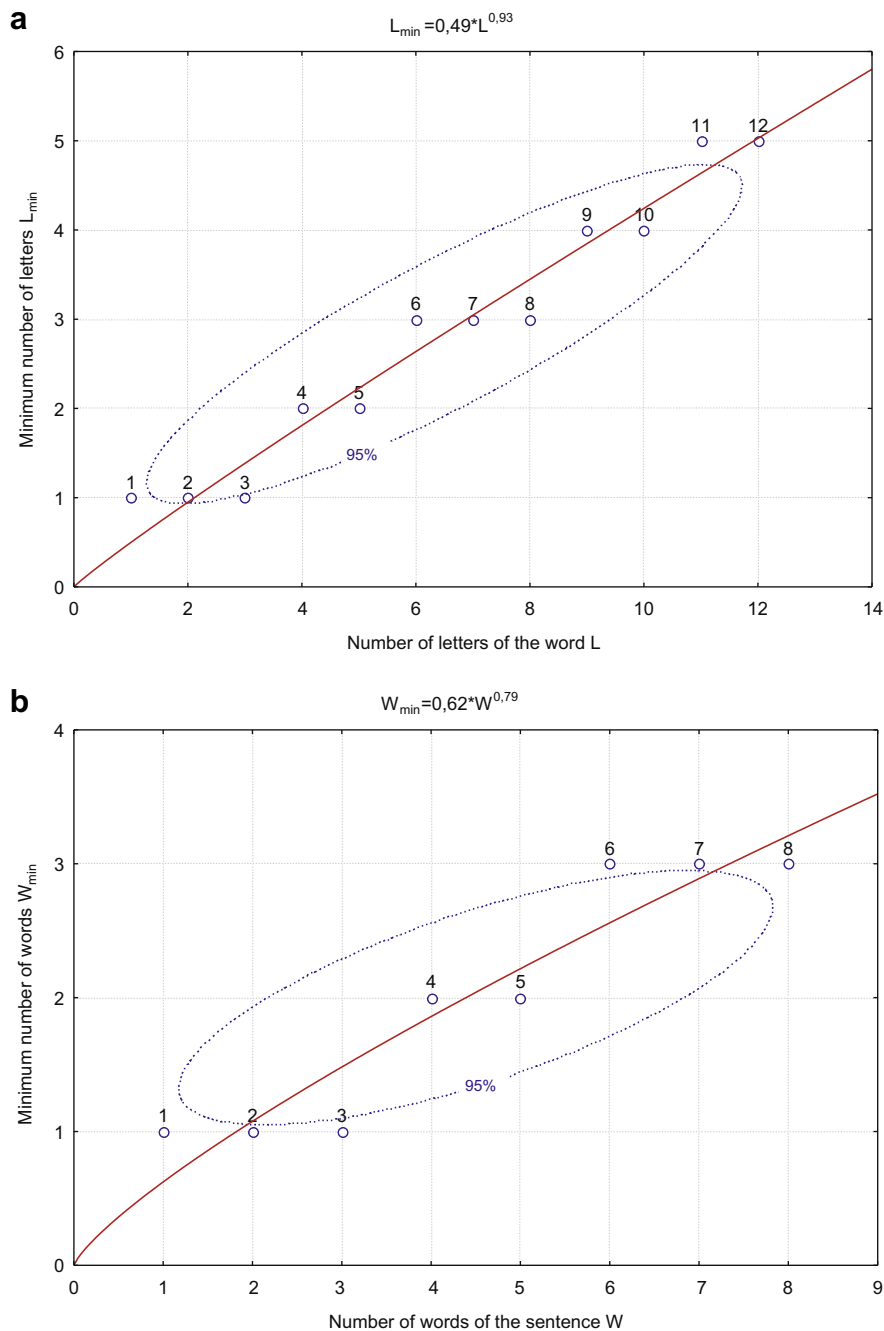 a
L_min=0,49*L^0,93
6
5
4
3
2
1
0
Minimum number of letters L_min
11 12
9 10
6 7 8
4 5
95%
1 2 3
0 2 4 6 8 10 12 14
Number of letters of the word L
b
W_min=0,62*W^0,79
4
3
2
1
0
Minimum number of words W_min
6 7 8
4 5
95%
1 2 3
0 1 2 3 4 5 6 7 8 9
Number of words of the sentence W